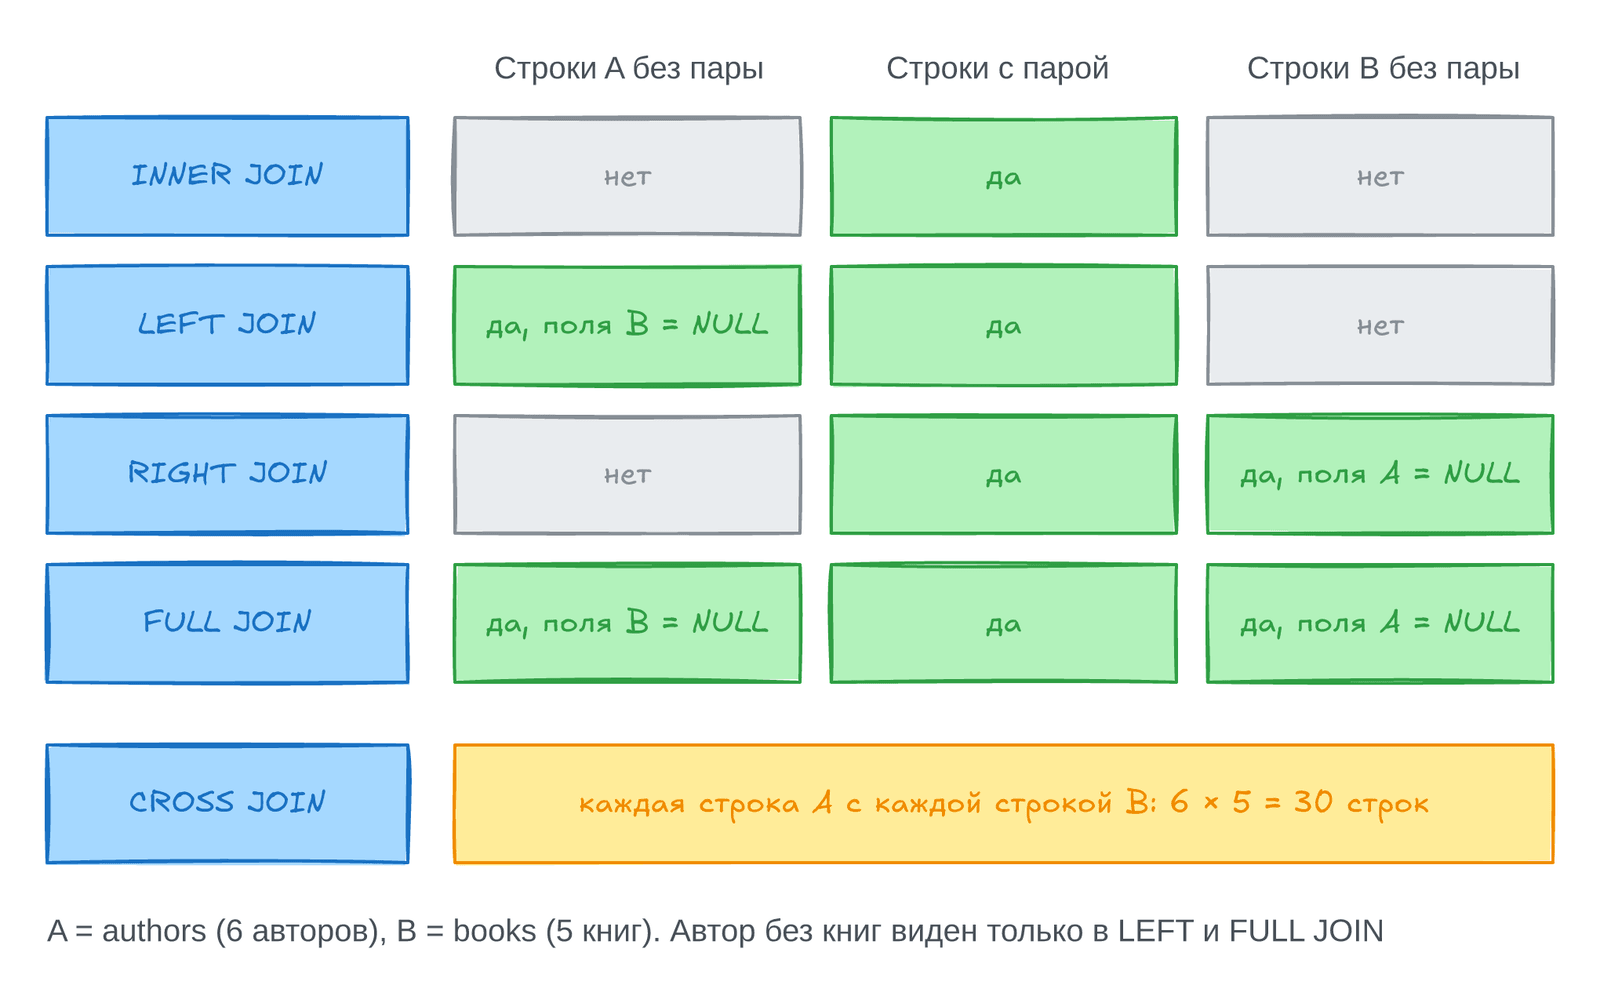 Строки A без пары Строки с парой Строки B без пары
INNER JOIN нет да нет
LEFT JOIN да, поля B = NULL да нет
RIGHT JOIN нет да да, поля A = NULL
FULL JOIN да, поля B = NULL да да, поля A = NULL
CROSS JOIN каждая строка A с каждой строкой B: 6 × 5 = 30 строк
A = authors (6 авторов), B = books (5 книг). Автор без книг виден только в LEFT и FULL JOIN